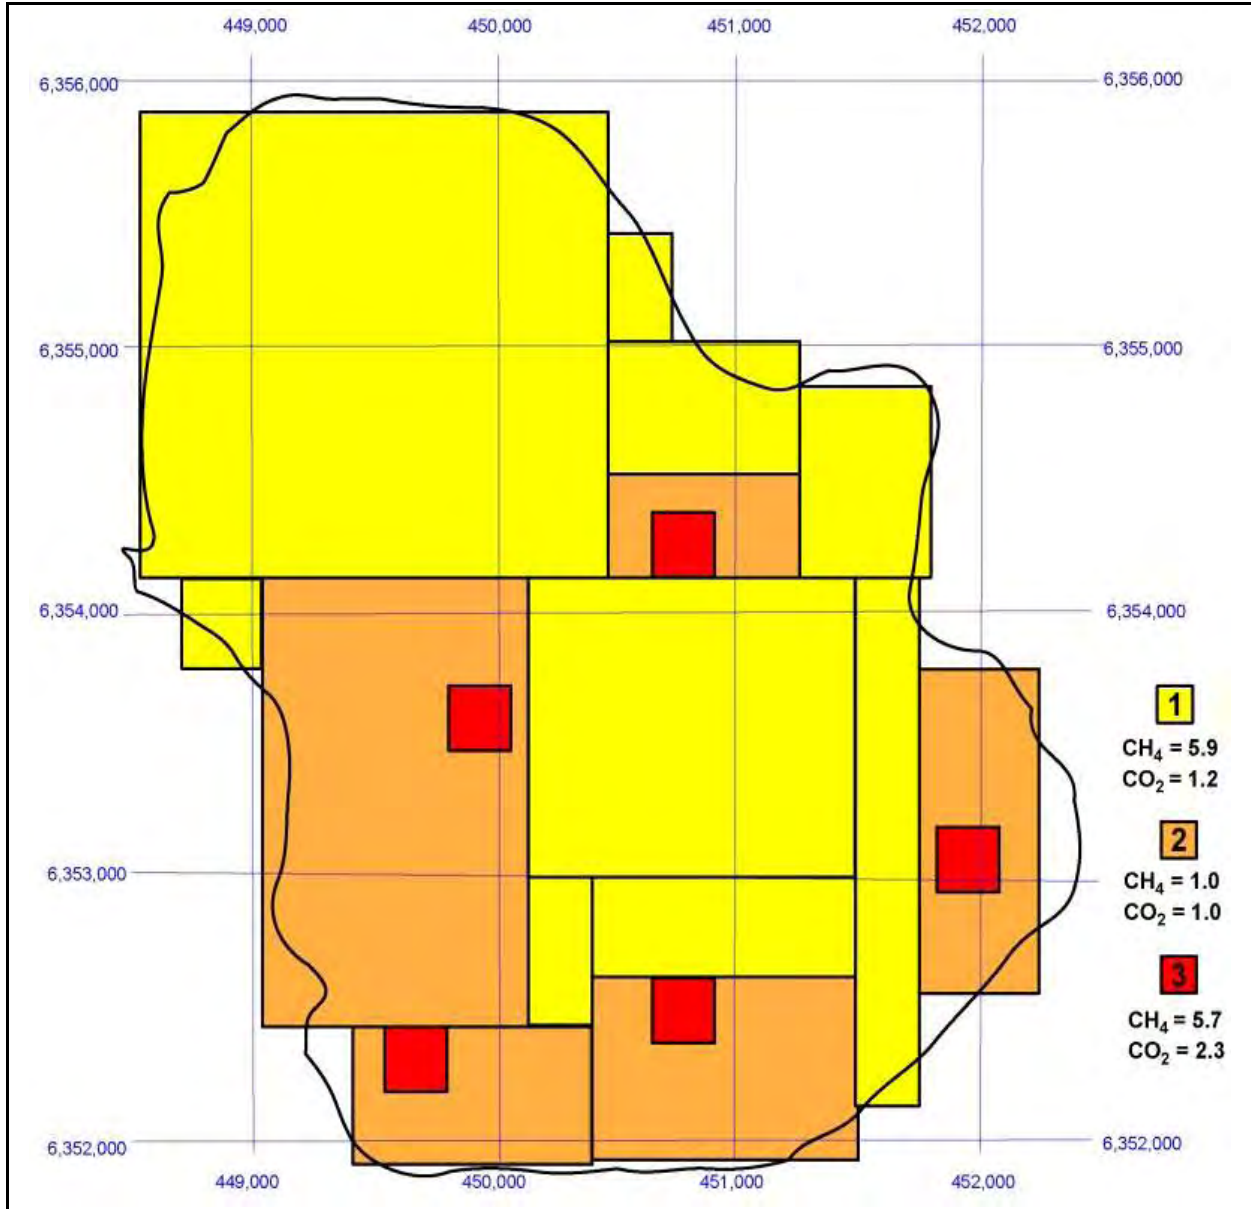 449,000 450,000 451,000 452,000
6,356,000 6,356,000
6,355,000 6,355,000
6,354,000 6,354,000
1
CH₄ = 5.9
CO₂ = 1.2
2
6,353,000
CH₄ = 1.0
CO₂ = 1.0
3
CH₄ = 5.7
CO₂ = 2.3
6,352,000 6,352,000
449,000 450,000 451,000 452,000